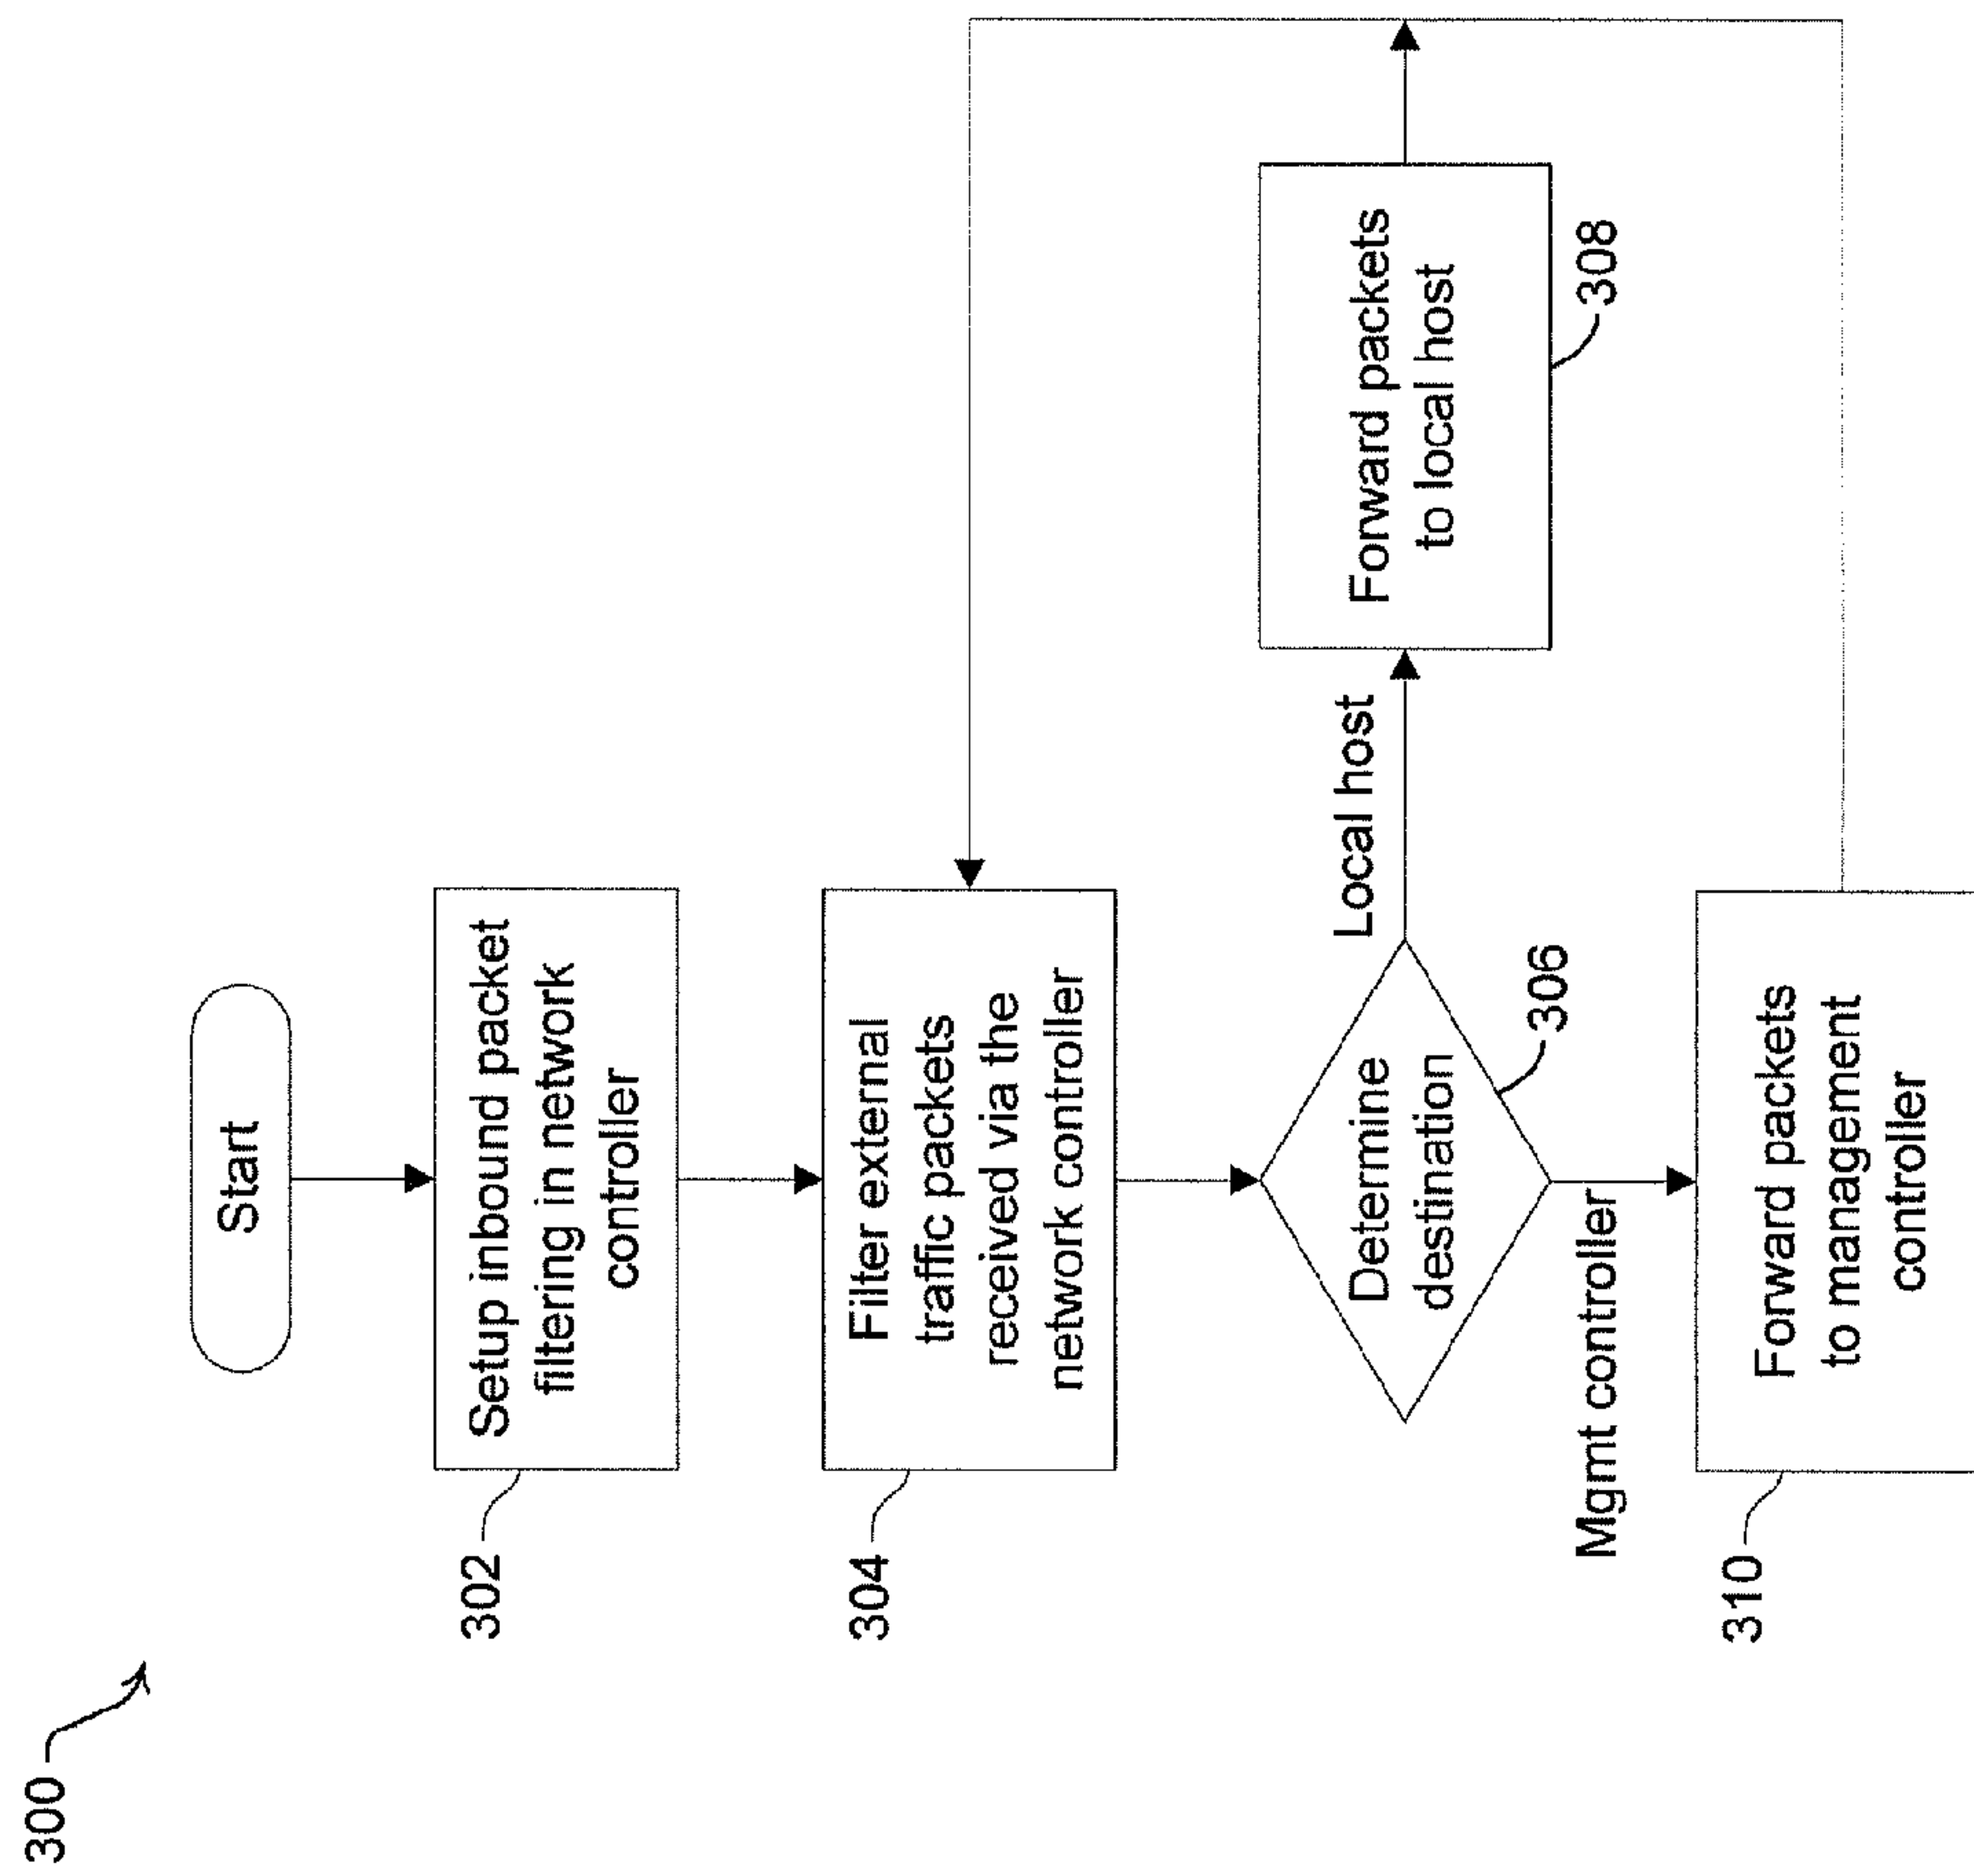 300
Start
302
Setup inbound packet
filtering in network
controller
304
Filter external
traffic packets
received via the
network controller
Determine
destination
306
Local host
Forward packets
to local host
308
Mgmt controller
310
Forward packets
to management
controller